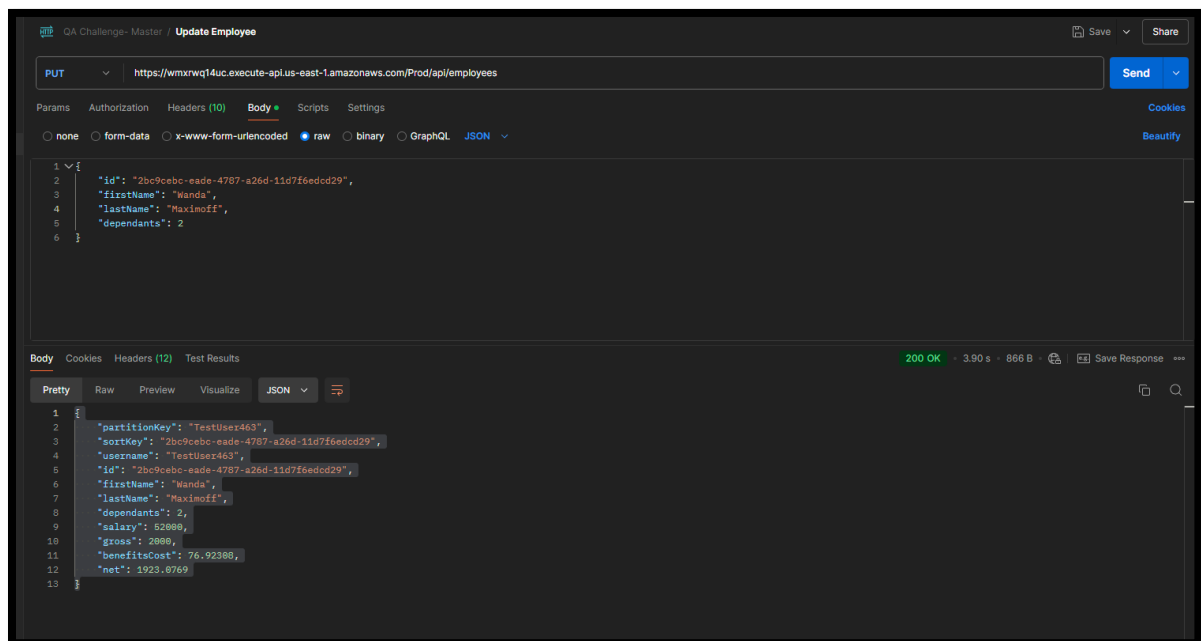 HTTP QA Challenge- Master / Update Employee Save Share
PUT https://wmxrwq14uc.execute-api.us-east-1.amazonaws.com/Prod/api/employees Send
Params Authorization Headers (10) Body Scripts Settings Cookies
none form-data x-www-form-urlencoded raw binary GraphQL JSON Beautify
1 {
2 "id": "2bc9cebc-eade-4787-a26d-11d7f6edcd29",
3 "firstName": "Wanda",
4 "lastName": "Maximoff",
5 "dependants": 2
6 }
Body Cookies Headers (12) Test Results 200 OK 3.90 s 866 B Save Response
Pretty Raw Preview Visualize JSON
1 {
2 "partitionKey": "TestUser463",
3 "sortKey": "2bc9cebc-eade-4787-a26d-11d7f6edcd29",
4 "username": "TestUser463",
5 "id": "2bc9cebc-eade-4787-a26d-11d7f6edcd29",
6 "firstName": "Wanda",
7 "lastName": "Maximoff",
8 "dependants": 2,
9 "salary": 52000,
10 "gross": 2000,
11 "benefitsCost": 76.92308,
12 "net": 1923.0769
13 }